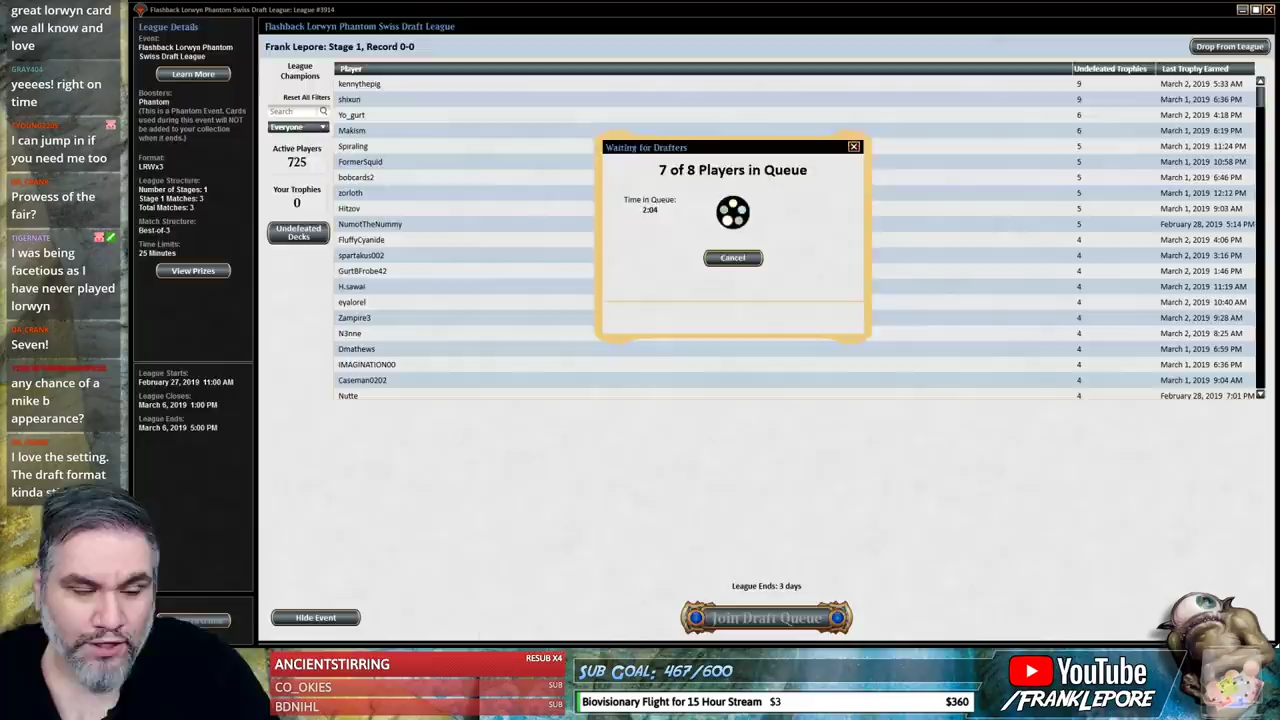 Flashback Lorwyn Phantom Swiss Draft League: League #3914
great lorwyn card
we all know and
love
GRAY404
yeeees! right on
time
I can jump in if
you need me too
Prowess of the
fair?
TIGERNATE
I was being
facetious as I
have never played
lorwyn
DA_CRANK
Seven!
any chance of a
mike b
appearance?
I love the setting.
The draft format
kinda
League Details
Event:
Flashback Lorwyn Phantom
Swiss Draft League
Learn More
Boosters:
Phantom
(This is a Phantom Event. Cards
used during this event will NOT
be added to your collection
when it ends.)
Format:
LRWx3
Number of Stages: 1
Stage 1 Matches: 3
Total Matches: 3
Match Structure:
Best-of-3
Time Limits:
25 Minutes
View Prizes
League Starts:
February 27, 2019 11:00 AM
League Closes:
March 6, 2019 1:00 PM
League Ends:
March 6, 2019 5:00 PM
Flashback Lorwyn Phantom Swiss Draft League
Frank Lepore: Stage 1, Record 0-0
Drop From League
League
Champions
Reset All Filters
Search
Everyone
Active Players
725
Your Trophies
0
Undefeated
Decks
Player Undefeated Trophies Last Trophy Earned
kennythepig 9 March 2, 2019 5:33 AM
shixuri 9 March 1, 2019 6:36 PM
Yo_gurt 6 March 2, 2019 4:18 PM
Makism 6 March 1, 2019 6:19 PM
Spiraling 5 March 1, 2019 11:24 PM
FormerSquid 5 March 1, 2019 10:58 PM
bobcards2 5 March 1, 2019 6:46 PM
zorloth 5 March 1, 2019 12:12 PM
Hitzov 5 March 1, 2019 9:03 AM
NumotTheNummy 5 February 28, 2019 5:14 PM
FluffyCyanide 4 March 2, 2019 4:06 PM
spartakus002 4 March 2, 2019 3:16 PM
GurtBFrobe42 4 March 2, 2019 1:46 PM
H.sawai 4 March 2, 2019 11:19 AM
eyalorel 4 March 2, 2019 10:40 AM
Zampire3 4 March 2, 2019 9:28 AM
N3nne 4 March 2, 2019 8:25 AM
Dmathews 4 March 1, 2019 6:59 PM
IMAGINATION00 4 March 1, 2019 6:36 PM
Caseman0202 4 March 1, 2019 9:04 AM
Nutte 4 February 28, 2019 7:01 PM
Waiting for Drafters
7 of 8 Players in Queue
Time in Queue:
2:04
Cancel
League Ends: 3 days
Hide Event
Join Draft Queue
ANCIENTSTIRRING RESUB X4
CO_OKIES SUB
BDNIHL SUB
SUB GOAL: 467/600
Biovisionary Flight for 15 Hour Stream $3 $360
YouTube
/FRANKLEPORE